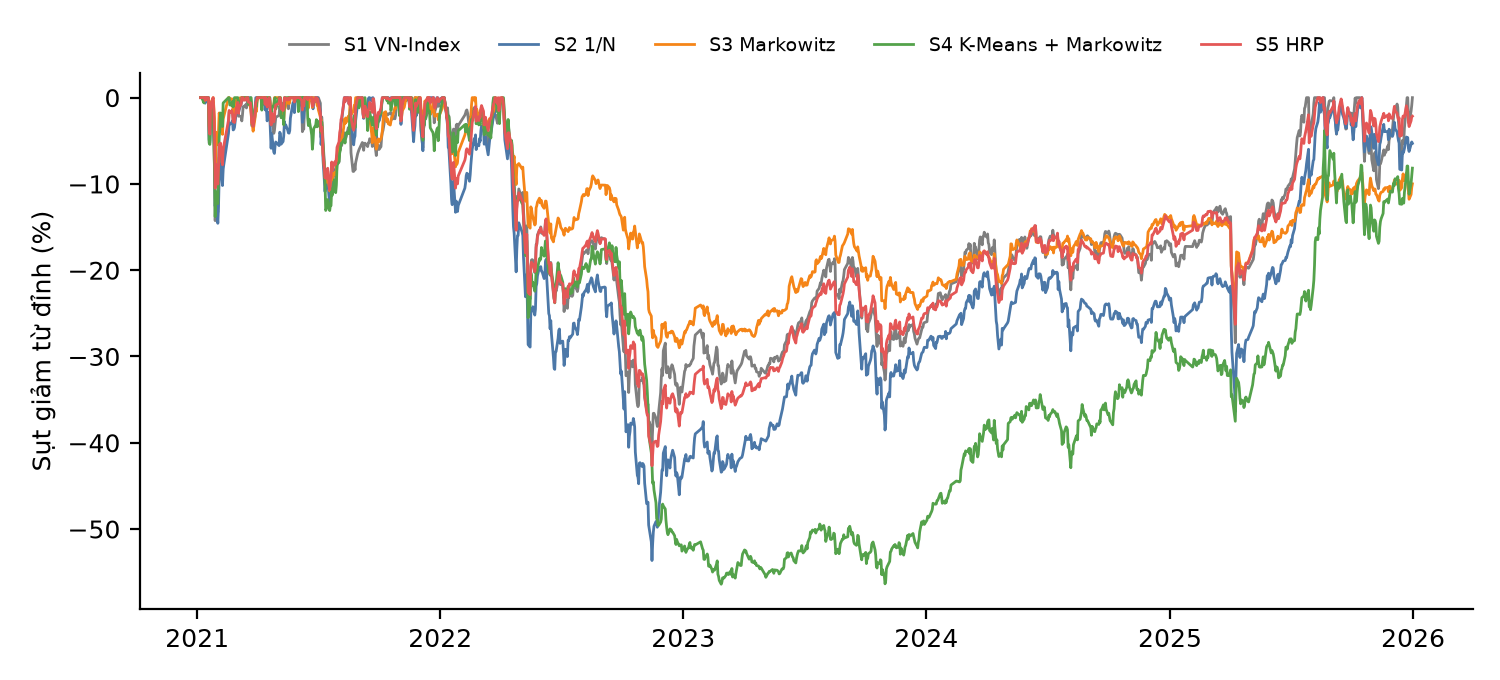 S1 VN-Index S2 1/N S3 Markowitz S4 K-Means + Markowitz S5 HRP
Sụt giảm từ đỉnh (%)
0
−10
−20
−30
−40
−50
2021 2022 2023 2024 2025 2026